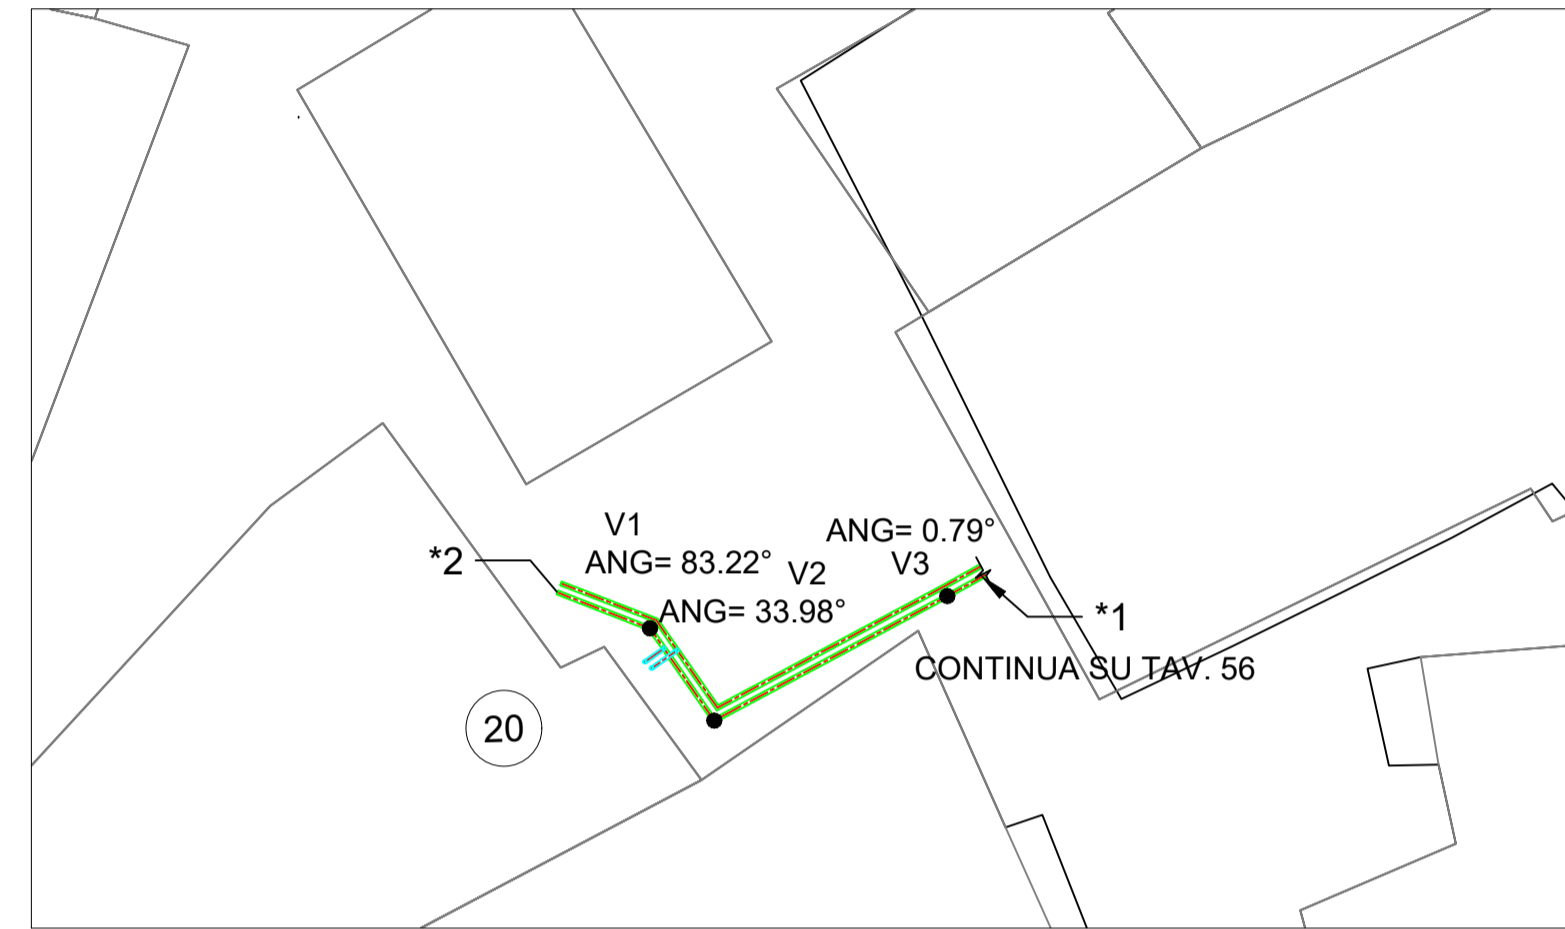 V1
ANG= 83.22°
*2
V2
ANG= 33.98°
ANG= 0.79°
V3
*1
CONTINUA SU TAV. 56
20